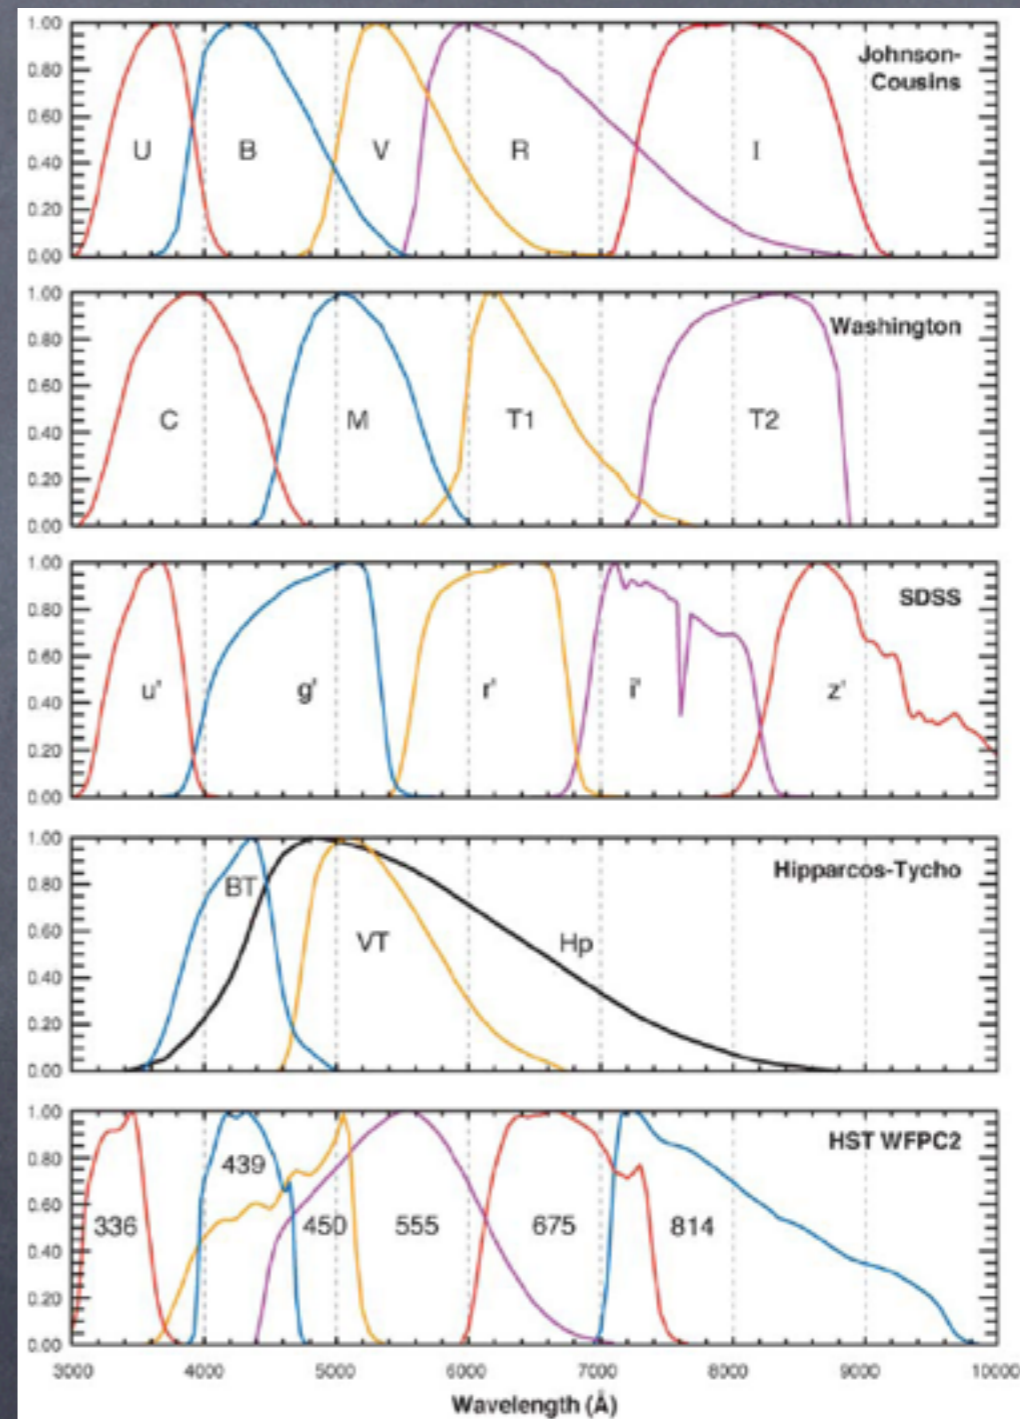 1.00
0.80
0.60
0.40
0.20
0.00
U
B
V
R
I
Johnson-
Cousins
1.00
0.80
0.60
0.40
0.20
0.00
C
M
T1
T2
Washington
1.00
0.80
0.60
0.40
0.20
0.00
u'
g'
r'
i'
z'
SDSS
1.00
0.80
0.60
0.40
0.20
0.00
BT
VT
Hp
Hipparcos-Tycho
1.00
0.80
0.60
0.40
0.20
0.00
336
439
450
555
675
814
HST WFPC2
3000 4000 5000 6000 7000 8000 9000 10000
Wavelength (Å)